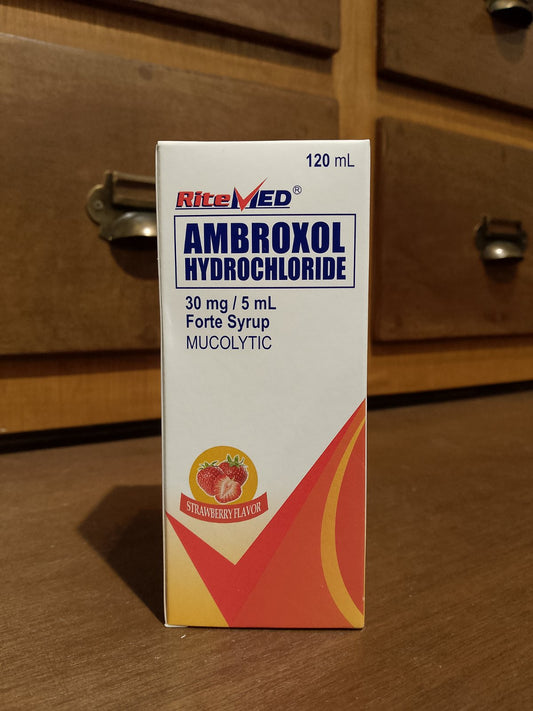 120 mL
RiteMED®
AMBROXOL
HYDROCHLORIDE
30 mg / 5 mL
Forte Syrup
MUCOLYTIC
STRAWBERRY FLAVOR